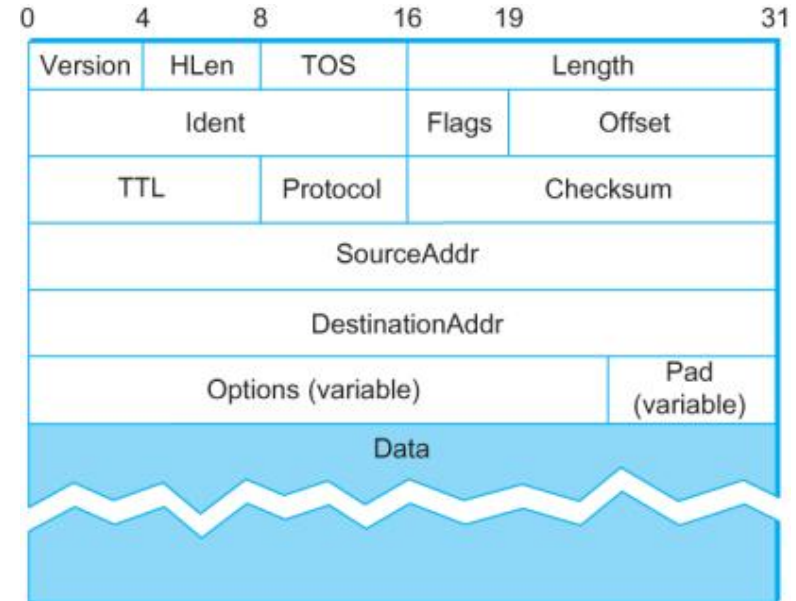 0 4 8 16 19 31
Version HLen TOS Length
Ident Flags Offset
TTL Protocol Checksum
SourceAddr
DestinationAddr
Options (variable) Pad
(variable)
Data